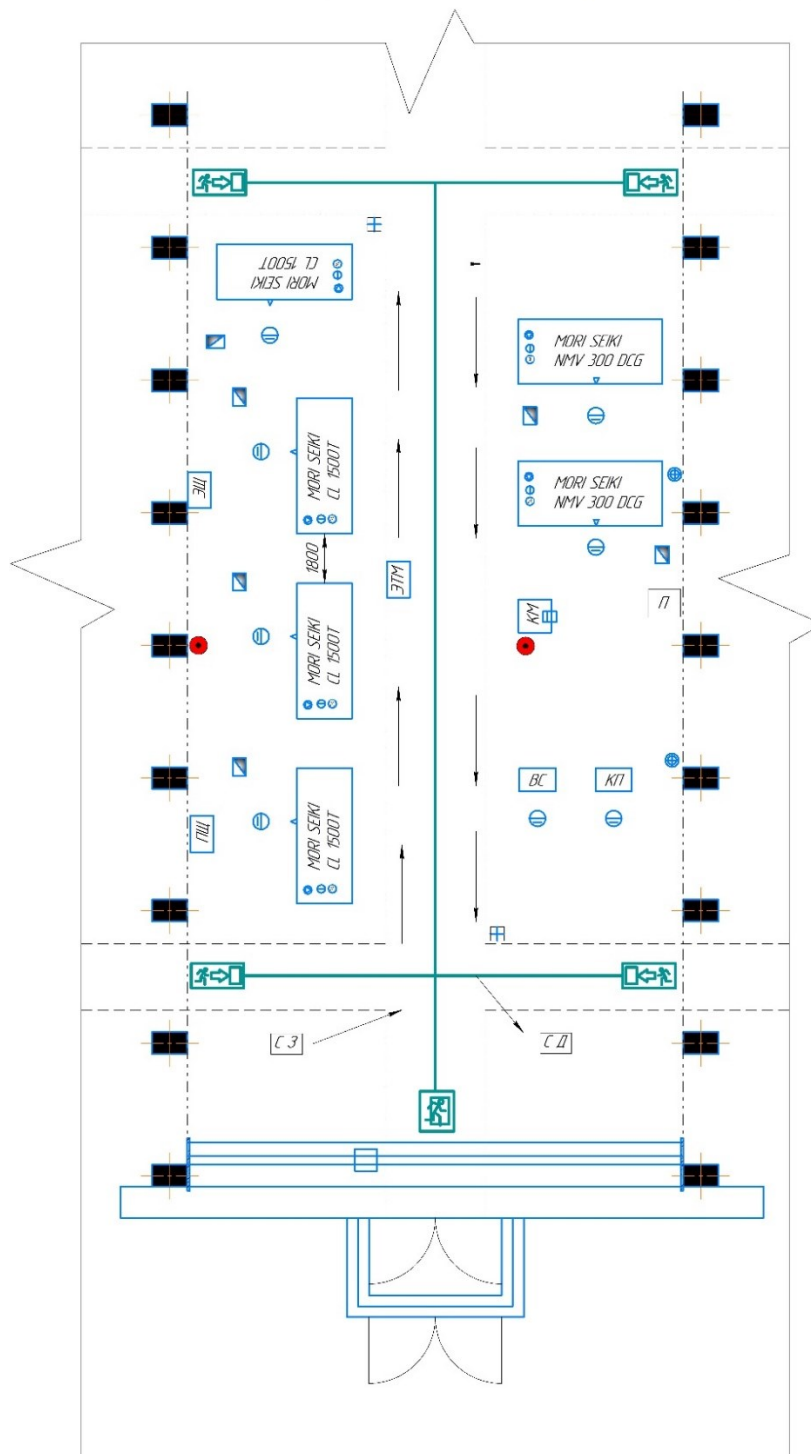 MORI SEIKI
CL 1500T
MORI SEIKI
NMV 300 DCG
MORI SEIKI
CL 1500T
MORI SEIKI
NMV 300 DCG
ЩЕ
1800
ЭТМ
КМ
П
MORI SEIKI
CL 1500T
ВС
КП
ПЩ
MORI SEIKI
CL 1500T
С З
С Д